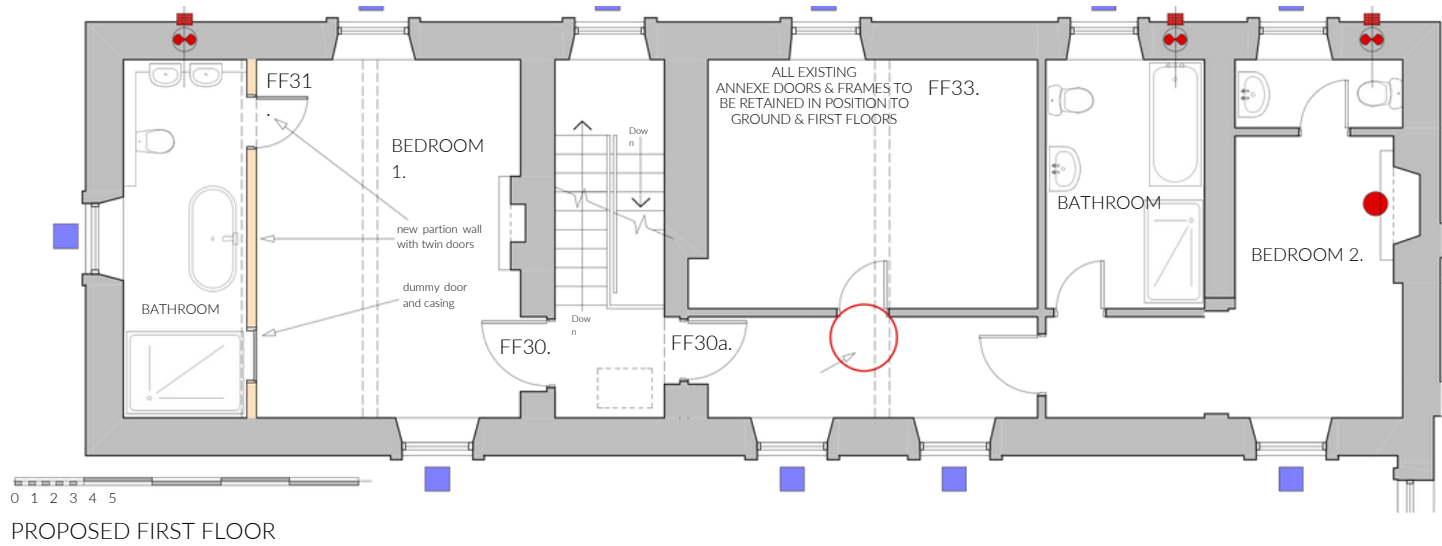 FF31
.
ALL EXISTING
ANNEXE DOORS & FRAMES TO
BE RETAINED IN POSITION TO
GROUND & FIRST FLOORS
FF33.
BEDROOM
1.
Dow
n
new partion wall
with twin doors
BATHROOM
BEDROOM 2.
dummy door
and casing
BATHROOM
Dow
n
FF30.
FF30a.
0 1 2 3 4 5
PROPOSED FIRST FLOOR